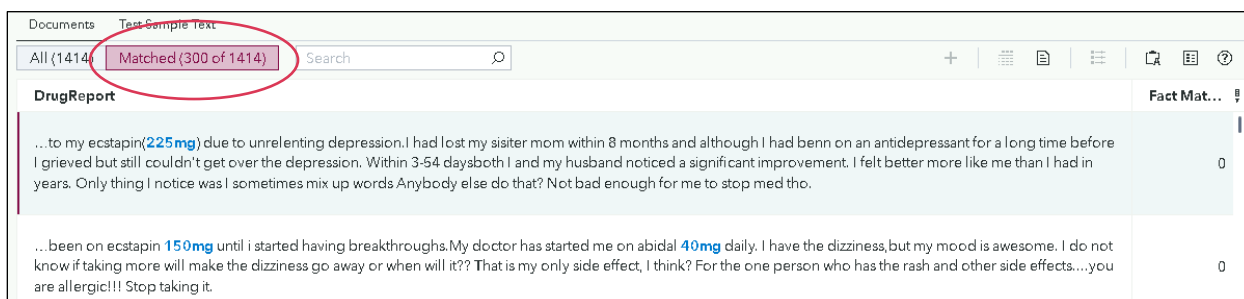 Documents Test Sample Text
All (1414) Matched (300 of 1414) Search
DrugReport Fact Mat...
...to my ecstapin(225mg) due to unrelenting depression.I had lost my sisiter mom within 8 months and although I had benn on an antidepressant for a long time before
I grieved but still couldn't get over the depression. Within 3-54 daysboth I and my husband noticed a significant improvement. I felt better more like me than I had in
years. Only thing I notice was I sometimes mix up words Anybody else do that? Not bad enough for me to stop med tho.
0
...been on ecstapin 150mg until i started having breakthroughs.My doctor has started me on abidal 40mg daily. I have the dizziness,but my mood is awesome. I do not
know if taking more will make the dizziness go away or when will it?? That is my only side effect, I think? For the one person who has the rash and other side effects....you
are allergic!!! Stop taking it.
0